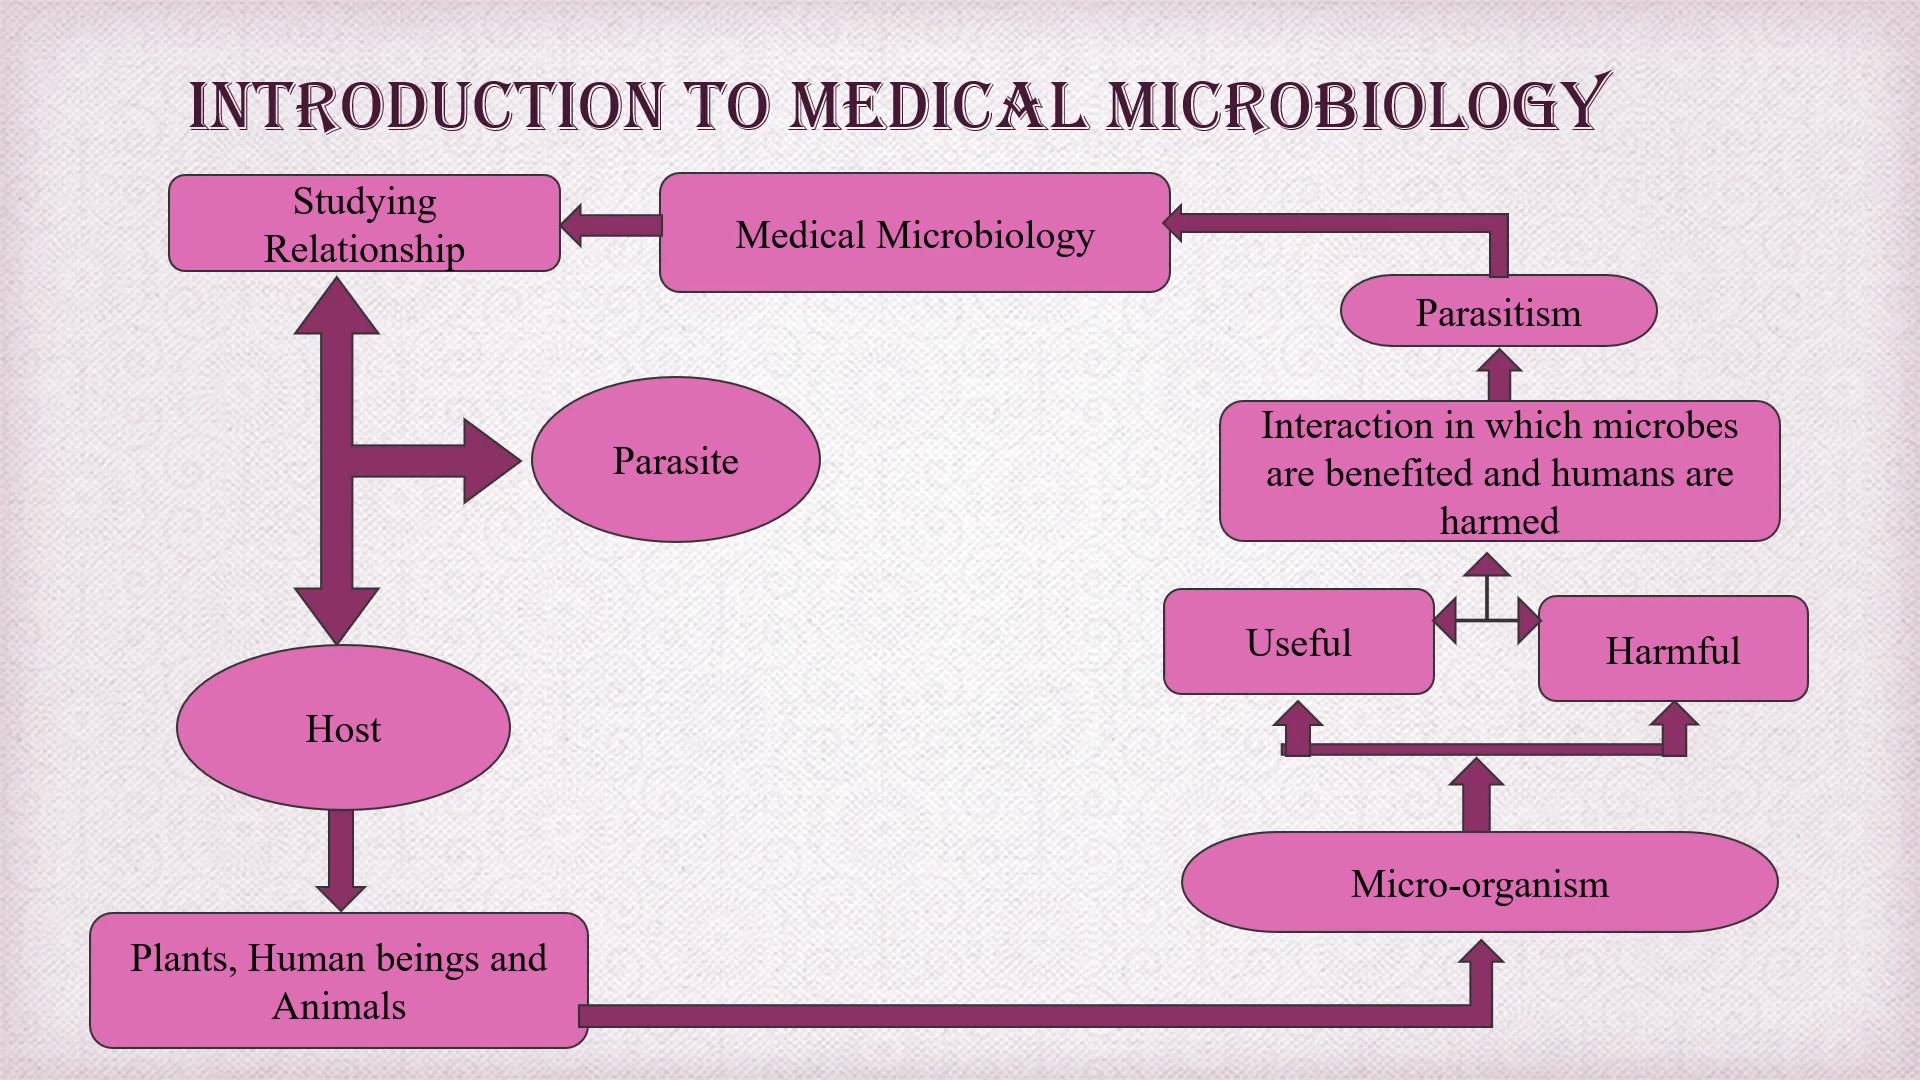 INTRODUCTION TO MEDICAL MICROBIOLOGY
Studying
Relationship
Medical Microbiology
Parasitism
Interaction in which microbes
are benefited and humans are
harmed
Parasite
Useful
Harmful
Host
Micro-organism
Plants, Human beings and
Animals